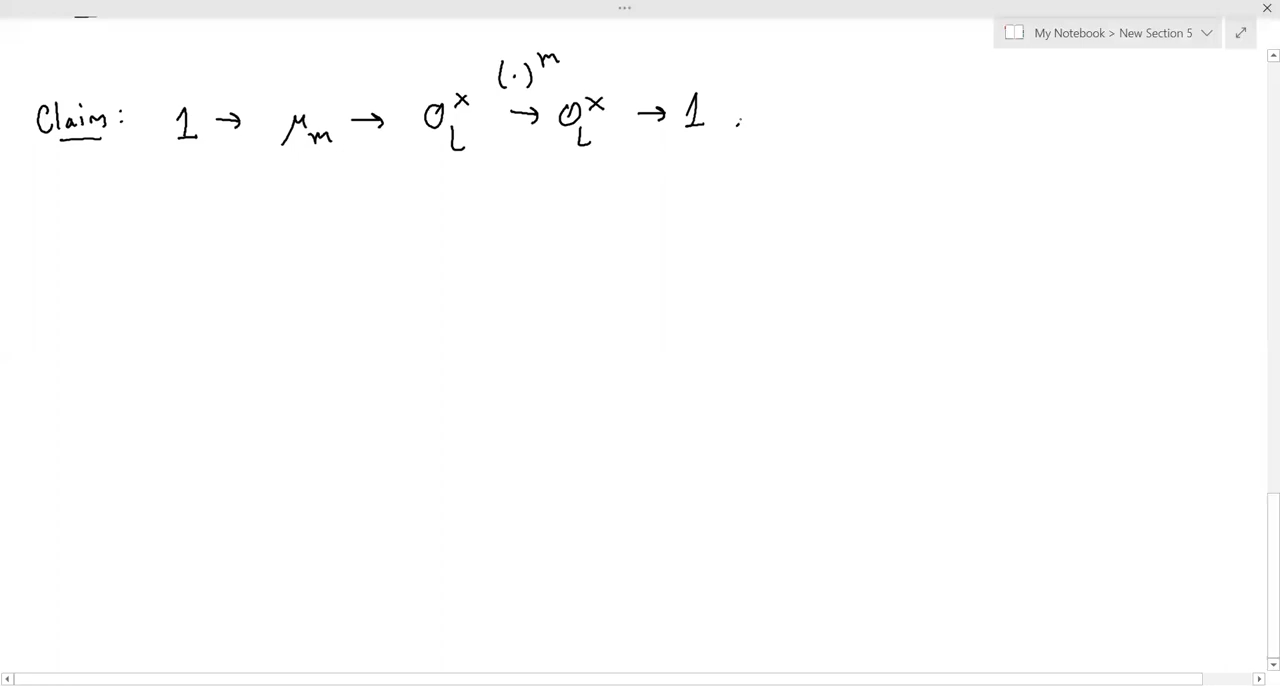 My Notebook > New Section 5
Claim: 1 → μ_m → O_L^× →^{(·)^m} O_L^× → 1 .